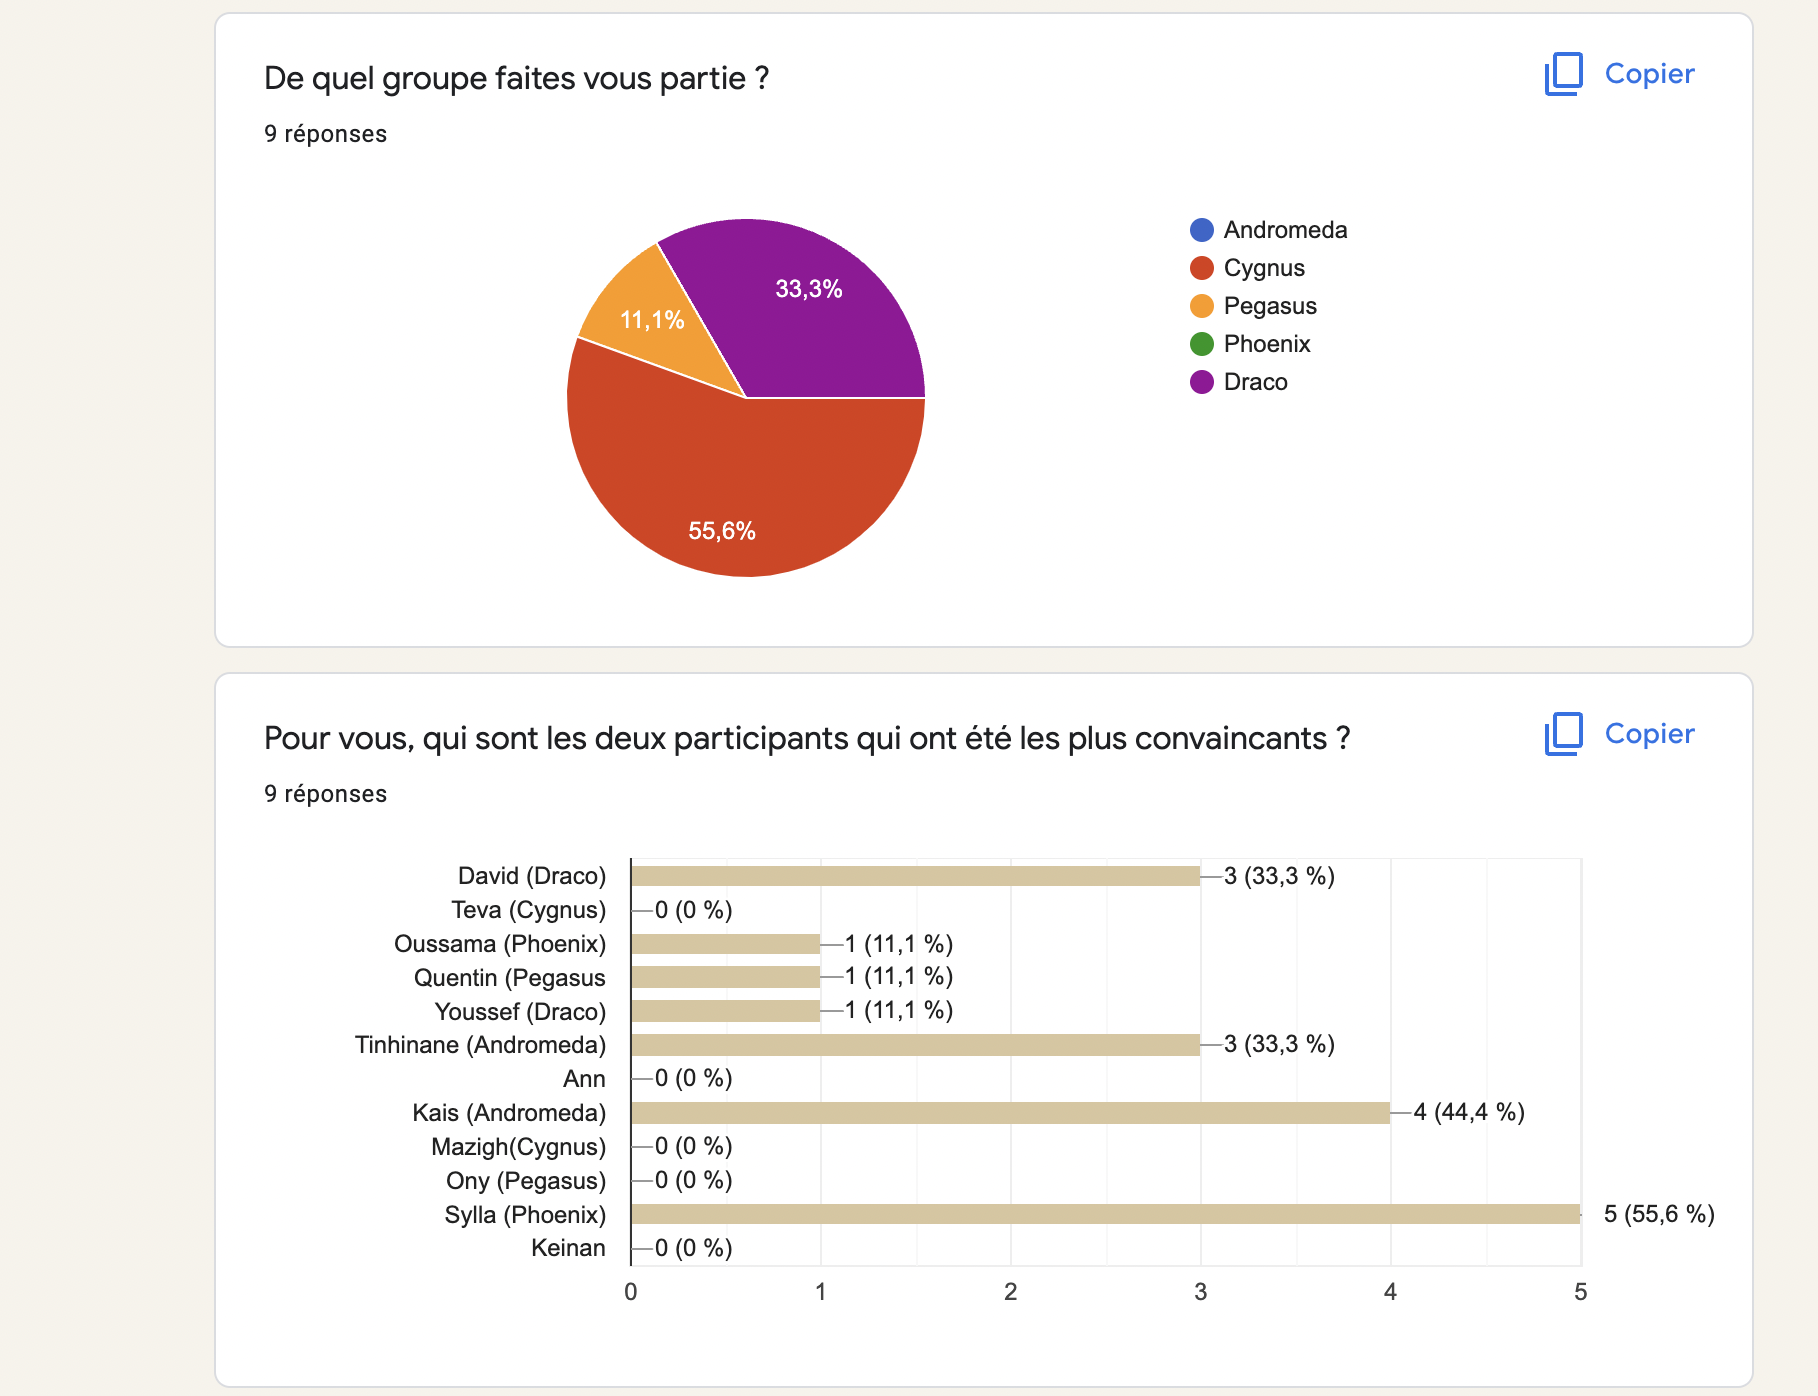 De quel groupe faites vous partie ?
Copier
9 réponses
33,3%
11,1%
55,6%
Andromeda
Cygnus
Pegasus
Phoenix
Draco
Pour vous, qui sont les deux participants qui ont été les plus convaincants ?
Copier
9 réponses
David (Draco) 3 (33,3 %)
Teva (Cygnus) 0 (0 %)
Oussama (Phoenix) 1 (11,1 %)
Quentin (Pegasus 1 (11,1 %)
Youssef (Draco) 1 (11,1 %)
Tinhinane (Andromeda) 3 (33,3 %)
Ann 0 (0 %)
Kais (Andromeda) 4 (44,4 %)
Mazigh(Cygnus) 0 (0 %)
Ony (Pegasus) 0 (0 %)
Sylla (Phoenix) 5 (55,6 %)
Keinan 0 (0 %)
0 1 2 3 4 5